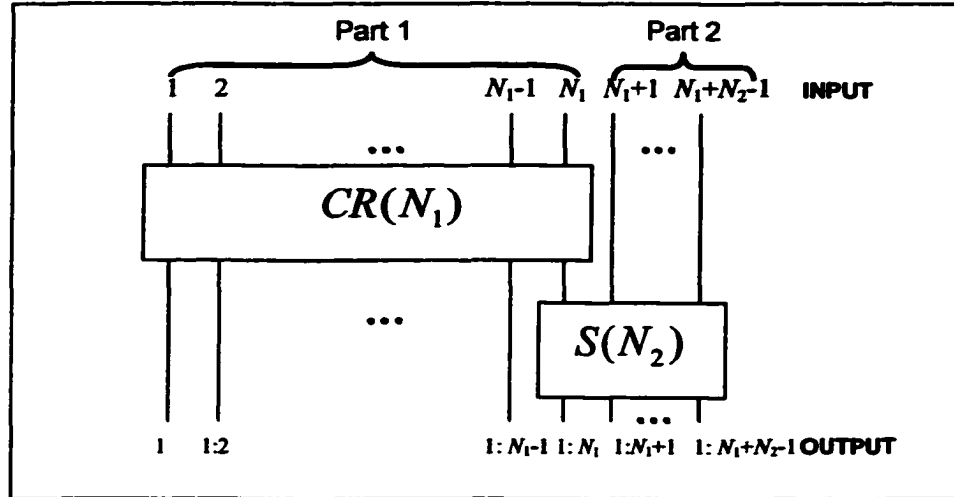 Part 1 Part 2
1 2 N₁-1 N₁ N₁+1 N₁+N₂-1 INPUT
... ...
CR(N₁)
...
S(N₂)
...
1 1:2 1: N₁-1 1: N₁ 1:N₁+1 1: N₁+N₂-1 OUTPUT